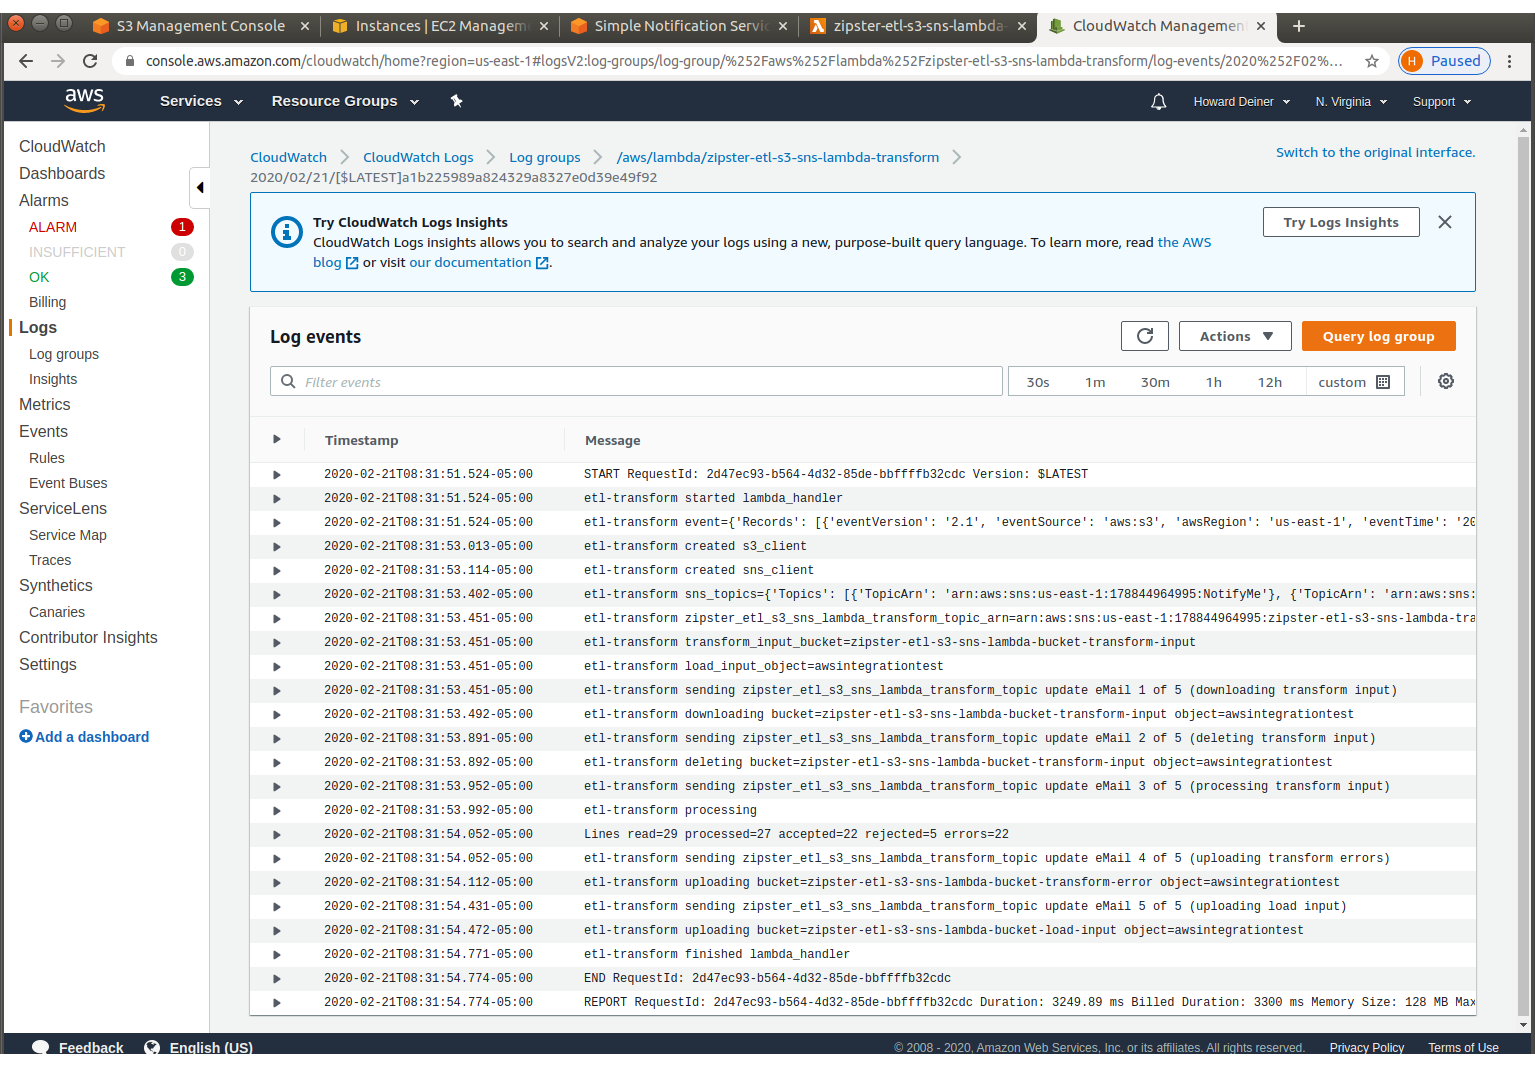 S3 Management Console
Instances | EC2 Managem
Simple Notification Servic
zipster-etl-s3-sns-lambda-
CloudWatch Management
console.aws.amazon.com/cloudwatch/home?region=us-east-1#logsV2:log-groups/log-group/%252Faws%252Flambda%252Fzipster-etl-s3-sns-lambda-transform/log-events/2020%252F02%...
H Paused
aws Services Resource Groups Howard Deiner N. Virginia Support
CloudWatch
Dashboards
Alarms
ALARM 1
INSUFFICIENT 0
OK 3
Billing
Logs
Log groups
Insights
Metrics
Events
Rules
Event Buses
ServiceLens
Service Map
Traces
Synthetics
Canaries
Contributor Insights
Settings
Favorites
Add a dashboard
CloudWatch CloudWatch Logs Log groups /aws/lambda/zipster-etl-s3-sns-lambda-transform
2020/02/21/[$LATEST]a1b225989a824329a8327e0d39e49f92
Switch to the original interface.
Try CloudWatch Logs Insights
CloudWatch Logs insights allows you to search and analyze your logs using a new, purpose-built query language. To learn more, read the AWS
blog or visit our documentation .
Try Logs Insights
Log events
Actions
Query log group
Filter events
30s 1m 30m 1h 12h custom
Timestamp Message
2020-02-21T08:31:51.524-05:00 START RequestId: 2d47ec93-b564-4d32-85de-bbffffb32cdc Version: $LATEST
2020-02-21T08:31:51.524-05:00 etl-transform started lambda_handler
2020-02-21T08:31:51.524-05:00 etl-transform event={'Records': [{'eventVersion': '2.1', 'eventSource': 'aws:s3', 'awsRegion': 'us-east-1', 'eventTime': '20
2020-02-21T08:31:53.013-05:00 etl-transform created s3_client
2020-02-21T08:31:53.114-05:00 etl-transform created sns_client
2020-02-21T08:31:53.402-05:00 etl-transform sns_topics={'Topics': [{'TopicArn': 'arn:aws:sns:us-east-1:178844964995:NotifyMe'}, {'TopicArn': 'arn:aws:sns:
2020-02-21T08:31:53.451-05:00 etl-transform zipster_etl_s3_sns_lambda_transform_topic_arn=arn:aws:sns:us-east-1:178844964995:zipster-etl-s3-sns-lambda-tra
2020-02-21T08:31:53.451-05:00 etl-transform transform_input_bucket=zipster-etl-s3-sns-lambda-bucket-transform-input
2020-02-21T08:31:53.451-05:00 etl-transform load_input_object=awsintegrationtest
2020-02-21T08:31:53.451-05:00 etl-transform sending zipster_etl_s3_sns_lambda_transform_topic update eMail 1 of 5 (downloading transform input)
2020-02-21T08:31:53.492-05:00 etl-transform downloading bucket=zipster-etl-s3-sns-lambda-bucket-transform-input object=awsintegrationtest
2020-02-21T08:31:53.891-05:00 etl-transform sending zipster_etl_s3_sns_lambda_transform_topic update eMail 2 of 5 (deleting transform input)
2020-02-21T08:31:53.892-05:00 etl-transform deleting bucket=zipster-etl-s3-sns-lambda-bucket-transform-input object=awsintegrationtest
2020-02-21T08:31:53.952-05:00 etl-transform sending zipster_etl_s3_sns_lambda_transform_topic update eMail 3 of 5 (processing transform input)
2020-02-21T08:31:53.992-05:00 etl-transform processing
2020-02-21T08:31:54.052-05:00 Lines read=29 processed=27 accepted=22 rejected=5 errors=22
2020-02-21T08:31:54.052-05:00 etl-transform sending zipster_etl_s3_sns_lambda_transform_topic update eMail 4 of 5 (uploading transform errors)
2020-02-21T08:31:54.112-05:00 etl-transform uploading bucket=zipster-etl-s3-sns-lambda-bucket-transform-error object=awsintegrationtest
2020-02-21T08:31:54.431-05:00 etl-transform sending zipster_etl_s3_sns_lambda_transform_topic update eMail 5 of 5 (uploading load input)
2020-02-21T08:31:54.472-05:00 etl-transform uploading bucket=zipster-etl-s3-sns-lambda-bucket-load-input object=awsintegrationtest
2020-02-21T08:31:54.771-05:00 etl-transform finished lambda_handler
2020-02-21T08:31:54.774-05:00 END RequestId: 2d47ec93-b564-4d32-85de-bbffffb32cdc
2020-02-21T08:31:54.774-05:00 REPORT RequestId: 2d47ec93-b564-4d32-85de-bbffffb32cdc Duration: 3249.89 ms Billed Duration: 3300 ms Memory Size: 128 MB Max
Feedback English (US) © 2008 - 2020, Amazon Web Services, Inc. or its affiliates. All rights reserved. Privacy Policy Terms of Use